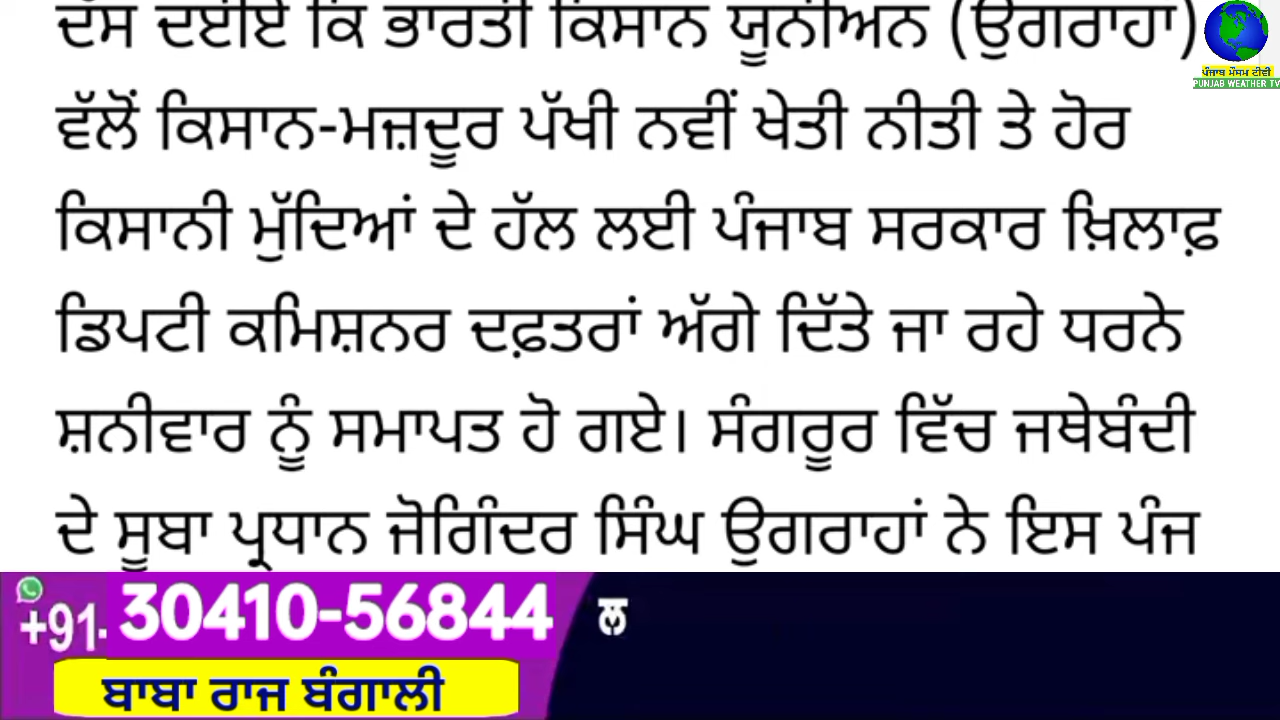 ਦੱਸ ਦਈਏ ਕਿ ਭਾਰਤੀ ਕਿਸਾਨ ਯੂਨੀਅਨ (ਉਗਰਾਹਾਂ)
ਵੱਲੋਂ ਕਿਸਾਨ-ਮਜ਼ਦੂਰ ਪੱਖੀ ਨਵੀਂ ਖੇਤੀ ਨੀਤੀ ਤੇ ਹੋਰ
ਕਿਸਾਨੀ ਮੁੱਦਿਆਂ ਦੇ ਹੱਲ ਲਈ ਪੰਜਾਬ ਸਰਕਾਰ ਖ਼ਿਲਾਫ਼
ਡਿਪਟੀ ਕਮਿਸ਼ਨਰ ਦਫ਼ਤਰਾਂ ਅੱਗੇ ਦਿੱਤੇ ਜਾ ਰਹੇ ਧਰਨੇ
ਸ਼ਨੀਵਾਰ ਨੂੰ ਸਮਾਪਤ ਹੋ ਗਏ। ਸੰਗਰੂਰ ਵਿੱਚ ਜਥੇਬੰਦੀ
ਦੇ ਸੂਬਾ ਪ੍ਰਧਾਨ ਜੋਗਿੰਦਰ ਸਿੰਘ ਉਗਰਾਹਾਂ ਨੇ ਇਸ ਪੰਜ
ਪੰਜਾਬ ਮੌਸਮ ਟੀਵੀ
PUNJAB WEATHER TV
+91- 30410-56844
ਬਾਬਾ ਰਾਜ ਬੰਗਾਲੀ